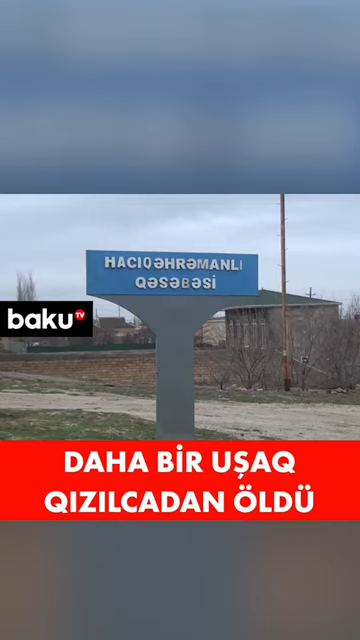 HACIQƏHRƏMANLI
QƏSƏBƏSİ
baku TV
DAHA BİR UŞAQ
QIZILCADAN ÖLDÜ